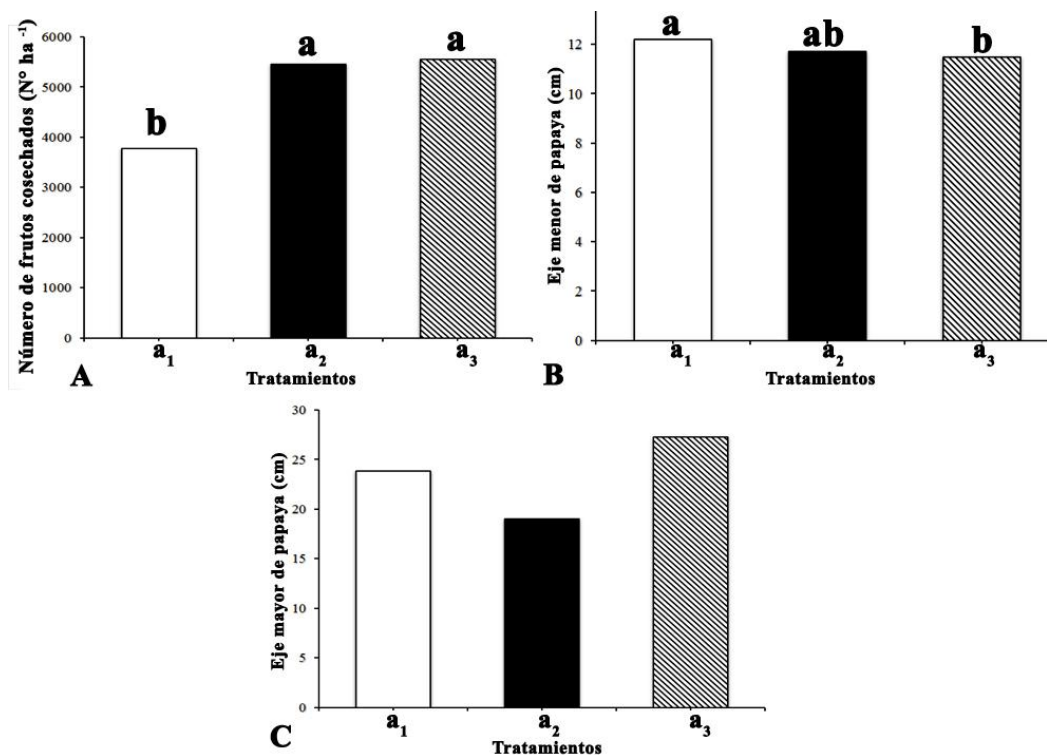 Número de frutos cosechados (N° ha ⁻¹)
6000
5000
4000
3000
2000
1000
0
b
a
a
a₁
a₂
a₃
Tratamientos
A
Eje menor de papaya (cm)
12
10
8
6
4
2
0
a
ab
b
a₁
a₂
a₃
Tratamientos
B
Eje mayor de papaya (cm)
30
25
20
15
10
5
0
a₁
a₂
a₃
Tratamientos
C